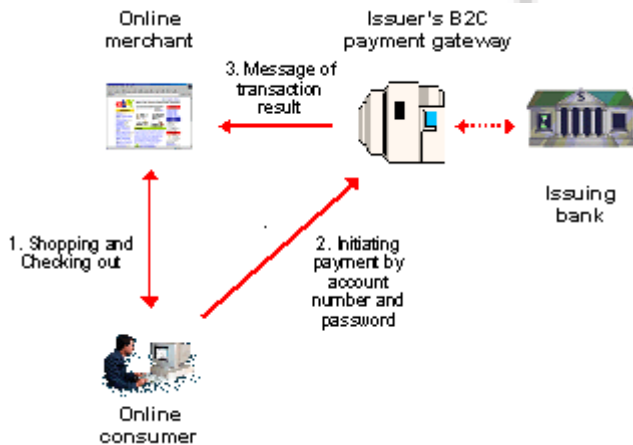 Online
merchant
Issuer's B2C
payment gateway
3. Message of
transaction
result
S
Issuing
bank
1. Shopping and
Checking out
2. Initiating
payment by
account
number and
password
Online
consumer